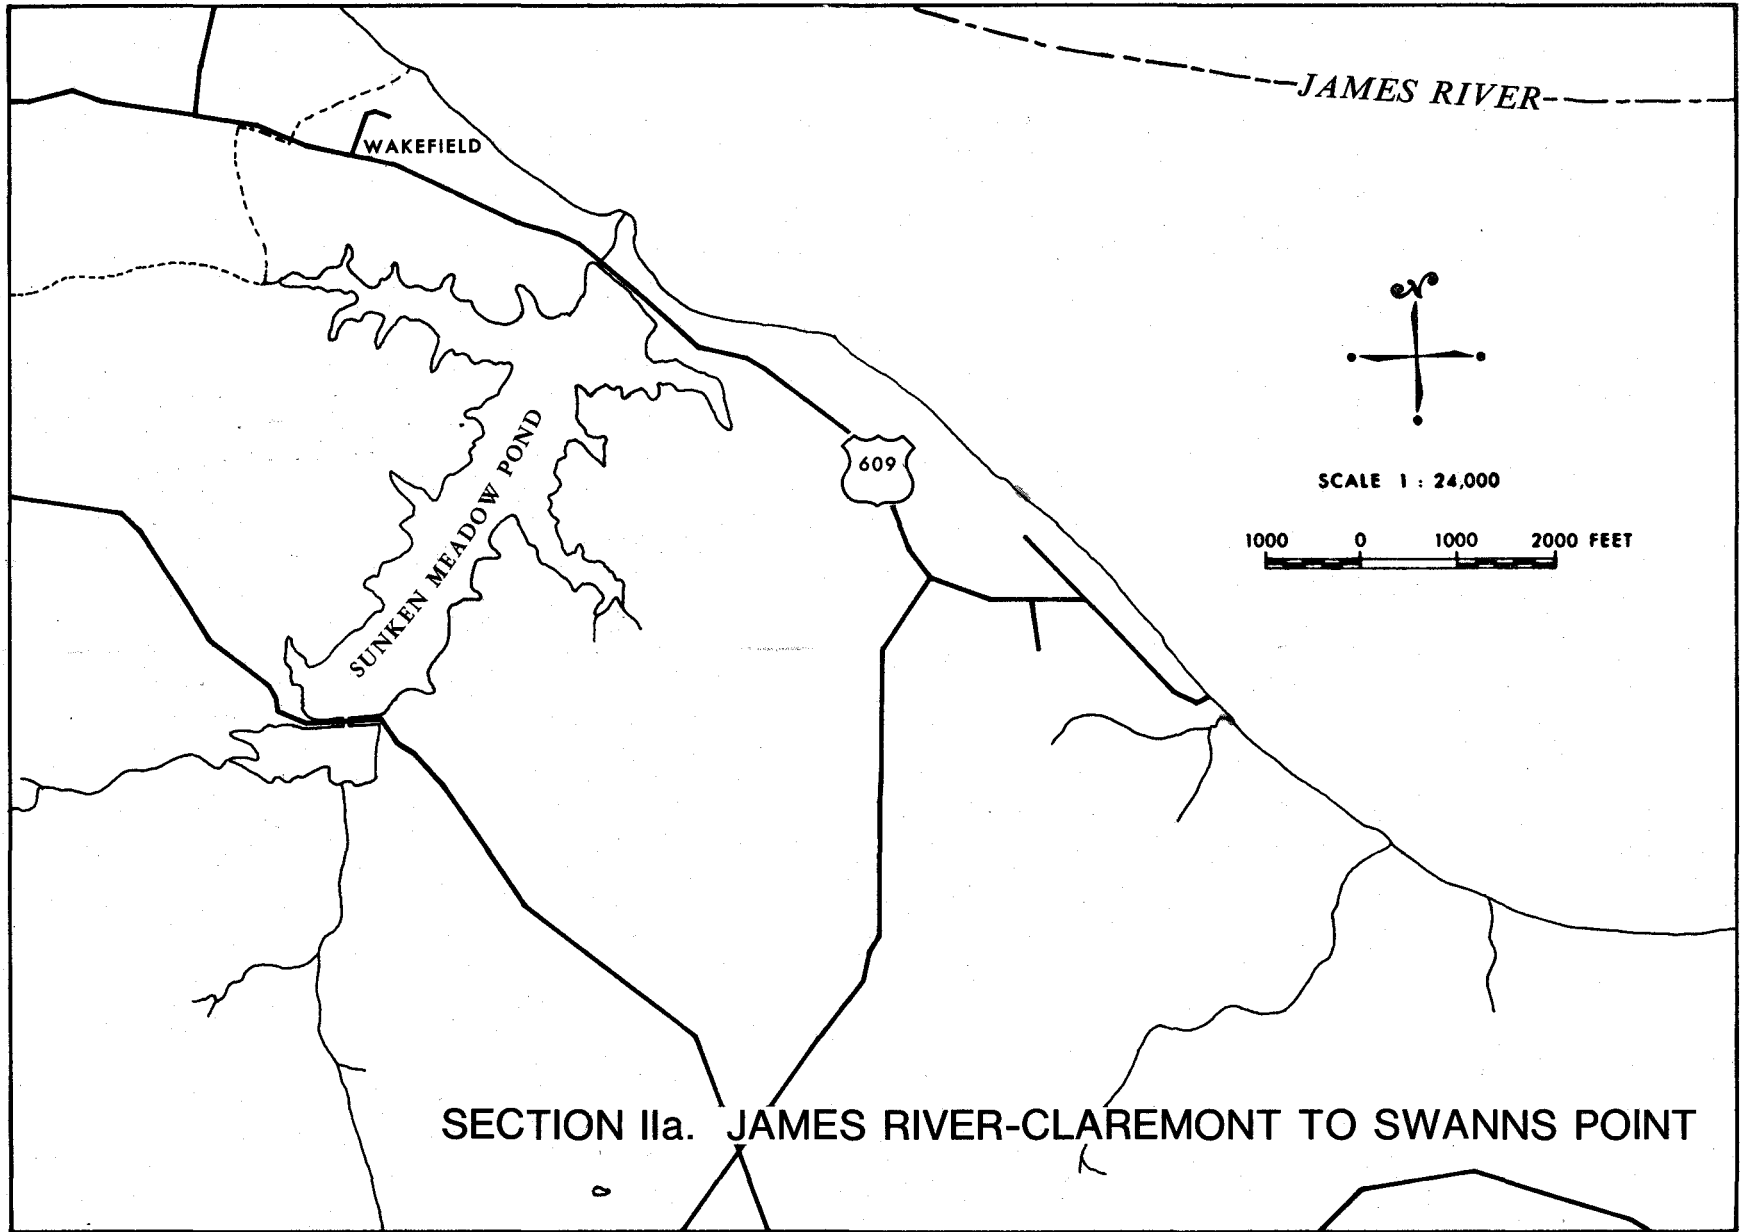 JAMES RIVER
WAKEFIELD
N
SUNKEN MEADOW POND
609
SCALE 1 : 24,000
1000 0 1000 2000 FEET
SECTION IIa. JAMES RIVER-CLAREMONT TO SWANNS POINT